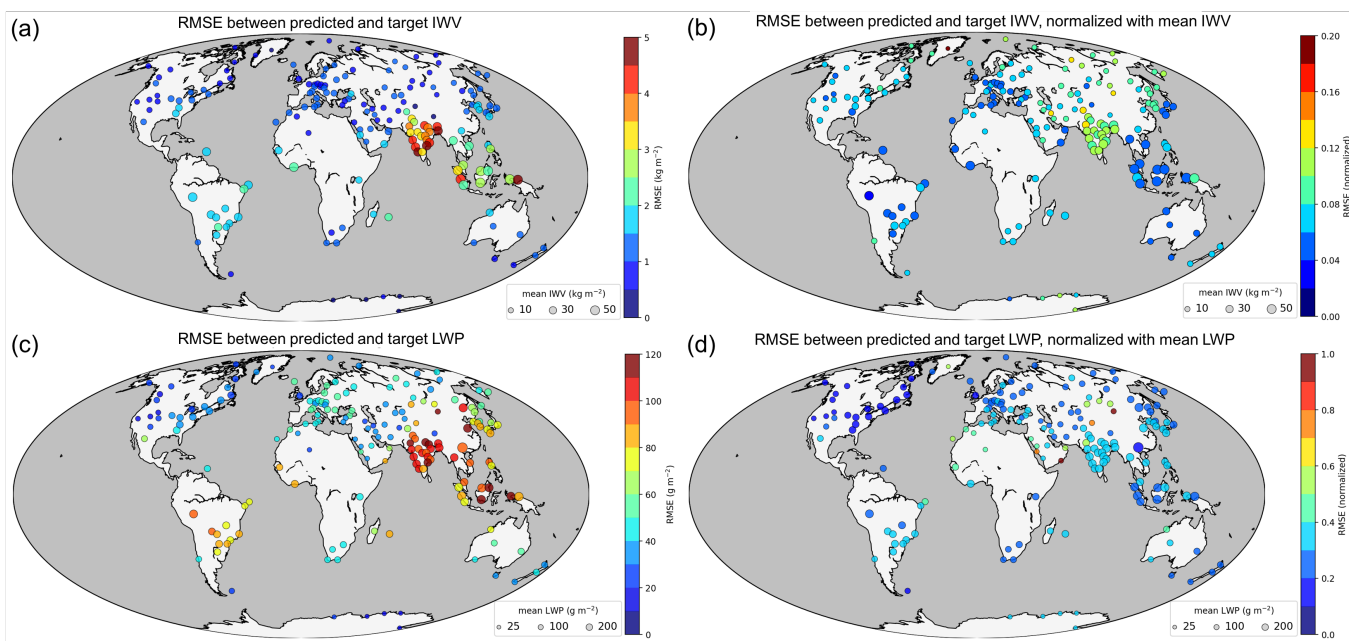 (a)
RMSE between predicted and target IWV
5
4
3
2
1
0
RMSE (kg m⁻²)
mean IWV (kg m⁻²)
10 30 50
(b)
RMSE between predicted and target IWV, normalized with mean IWV
0.20
0.16
0.12
0.08
0.04
0.00
RMSE (normalized)
mean IWV (kg m⁻²)
10 30 50
(c)
RMSE between predicted and target LWP
120
100
80
60
40
20
0
RMSE (g m⁻²)
mean LWP (g m⁻²)
25 100 200
(d)
RMSE between predicted and target LWP, normalized with mean LWP
1.0
0.8
0.6
0.4
0.2
0.0
RMSE (normalized)
mean LWP (g m⁻²)
25 100 200